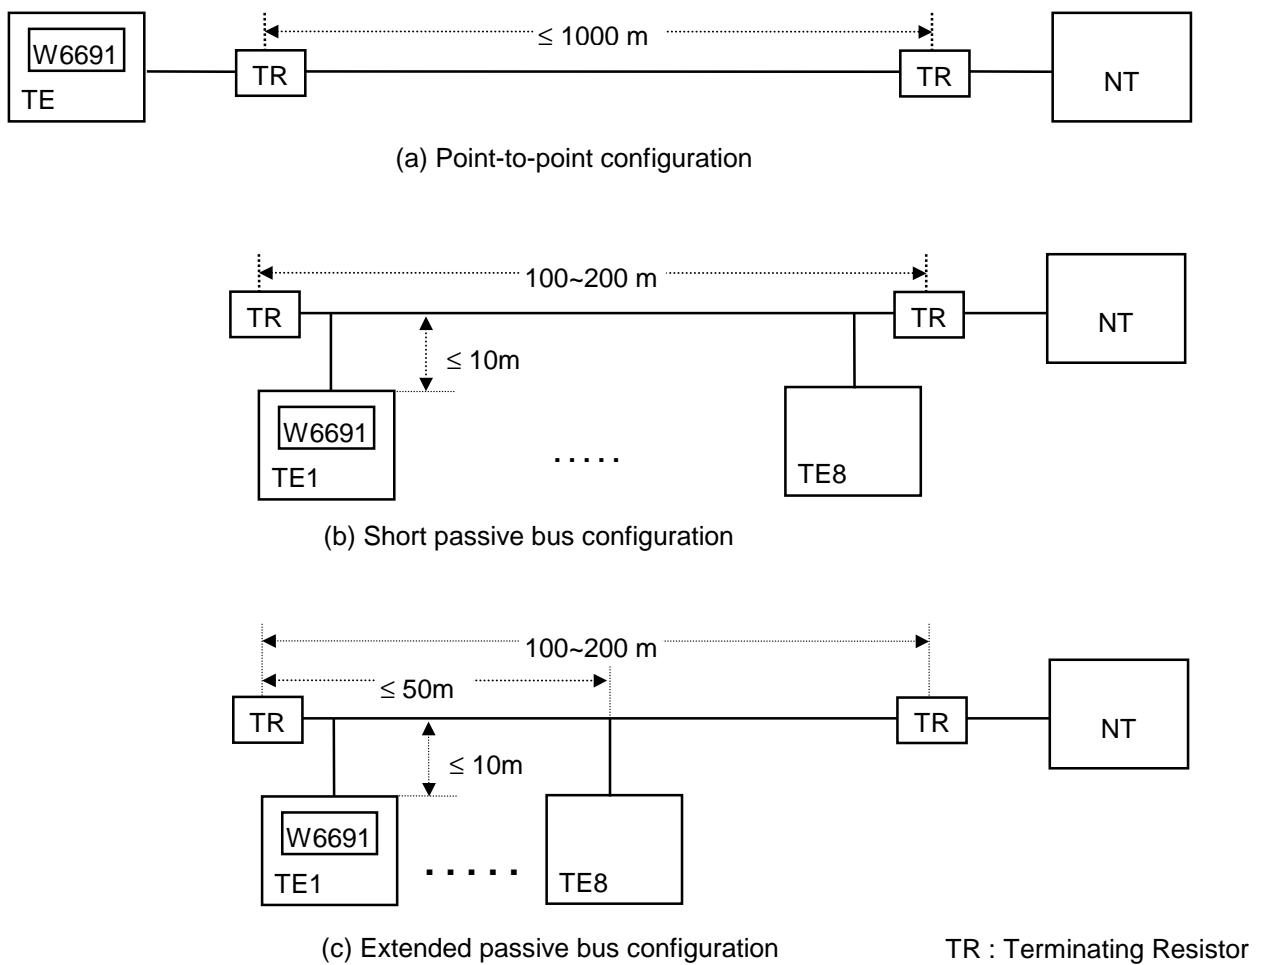 ≤ 1000 m
W6691
TE
TR
TR
NT
(a) Point-to-point configuration
100~200 m
TR
TR
NT
≤ 10m
W6691
TE1
.....
TE8
(b) Short passive bus configuration
100~200 m
≤ 50m
TR
TR
NT
≤ 10m
W6691
TE1
.....
TE8
(c) Extended passive bus configuration
TR : Terminating Resistor